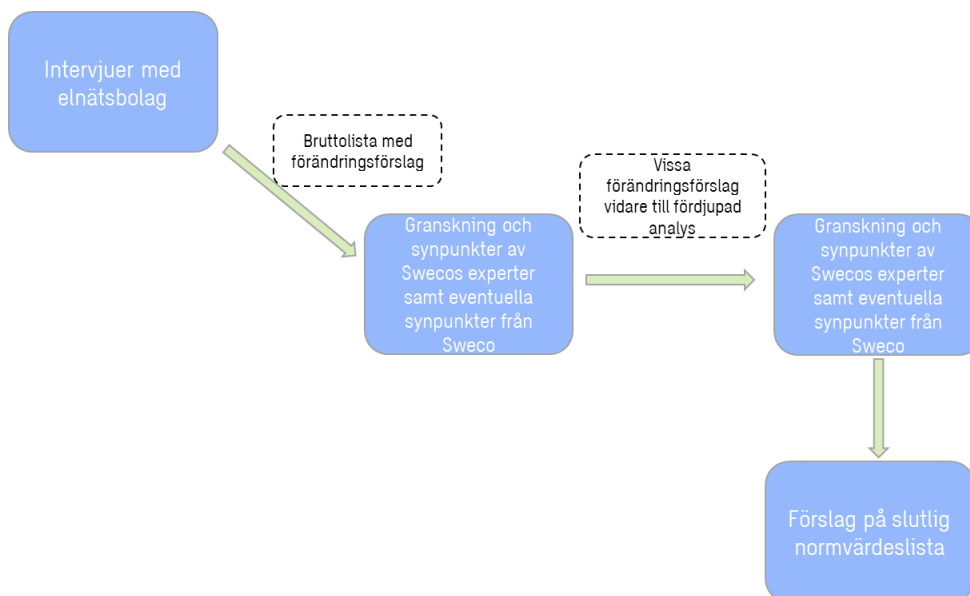 Intervjuer med
elnätsbolag
Bruttolista med
förändringsförslag
Vissa
förändringsförslag
vidare till fördjupad
analys
Granskning och
synpunkter av
Swecos experter
samt eventuella
synpunkter från
Sweco
Granskning och
synpunkter av
Swecos experter
samt eventuella
synpunkter från
Sweco
Förslag på slutlig
normvärdeslista